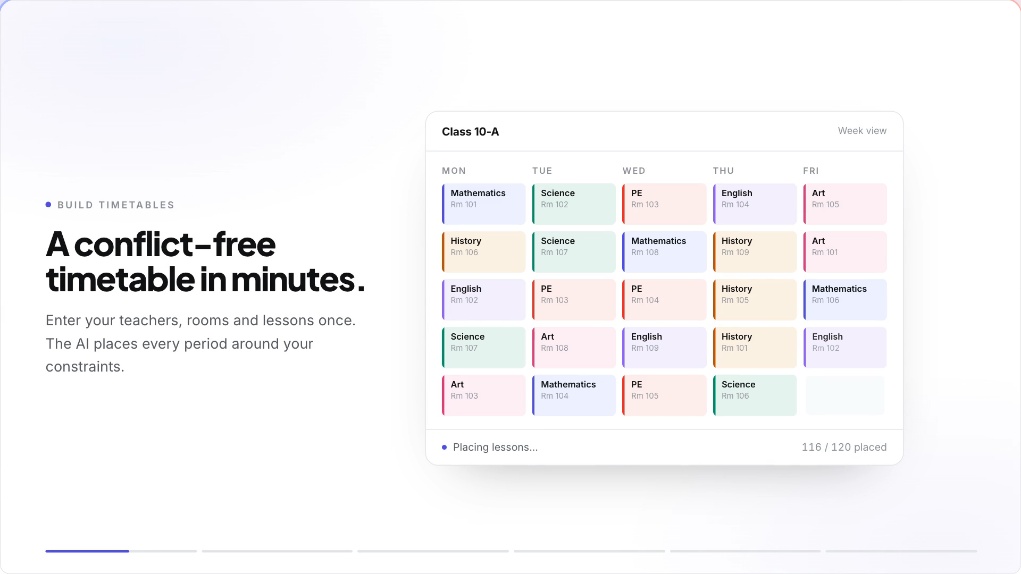 BUILD TIMETABLES
A conflict-free
timetable in minutes.
Enter your teachers, rooms and lessons once.
The AI places every period around your
constraints.
Class 10-A Week view
MON TUE WED THU FRI
Mathematics Science PE English Art
Rm 101 Rm 102 Rm 103 Rm 104 Rm 105
History Science Mathematics History Art
Rm 106 Rm 107 Rm 108 Rm 109 Rm 101
English PE PE History Mathematics
Rm 102 Rm 103 Rm 104 Rm 105 Rm 106
Science Art English History English
Rm 107 Rm 108 Rm 109 Rm 101 Rm 102
Art Mathematics PE Science
Rm 103 Rm 104 Rm 105 Rm 106
Placing lessons... 116 / 120 placed